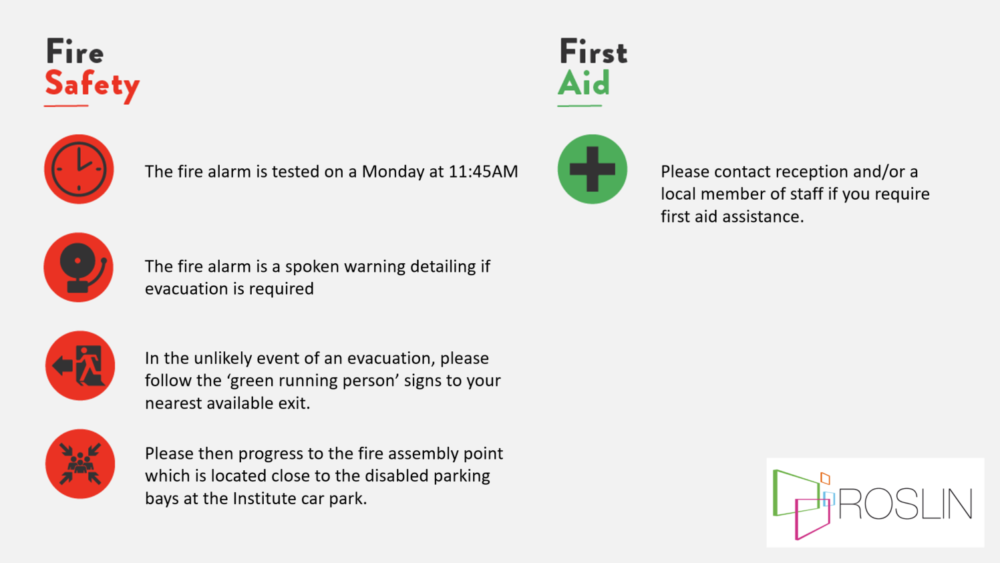 Fire
Safety
The fire alarm is tested on a Monday at 11:45AM
The fire alarm is a spoken warning detailing if
evacuation is required
In the unlikely event of an evacuation, please
follow the ‘green running person’ signs to your
nearest available exit.
Please then progress to the fire assembly point
which is located close to the disabled parking
bays at the Institute car park.
First
Aid
Please contact reception and/or a
local member of staff if you require
first aid assistance.
ROSLIN